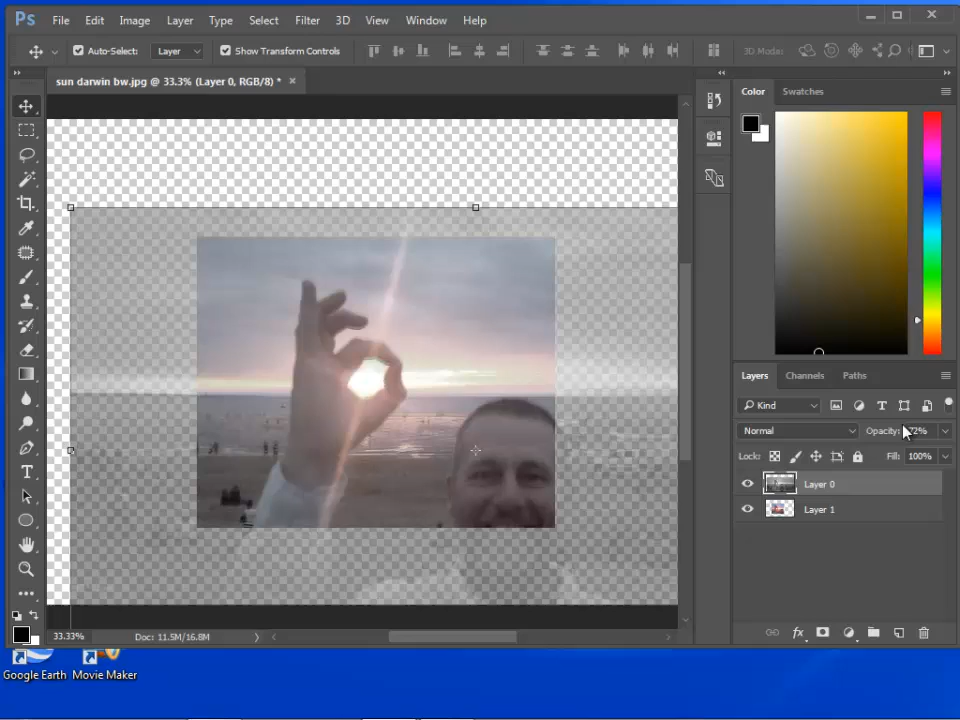 Ps File Edit Image Layer Type Select Filter 3D View Window Help
Auto-Select: Layer Show Transform Controls 3D Mode:
sun darwin bw.jpg @ 33.3% (Layer 0, RGB/8) *
Color Swatches
Layers Channels Paths
Kind
Normal Opacity: 72%
Lock: Fill: 100%
Layer 0
Layer 1
fx
33.33% Doc: 11.5M/16.8M
Google Earth Movie Maker